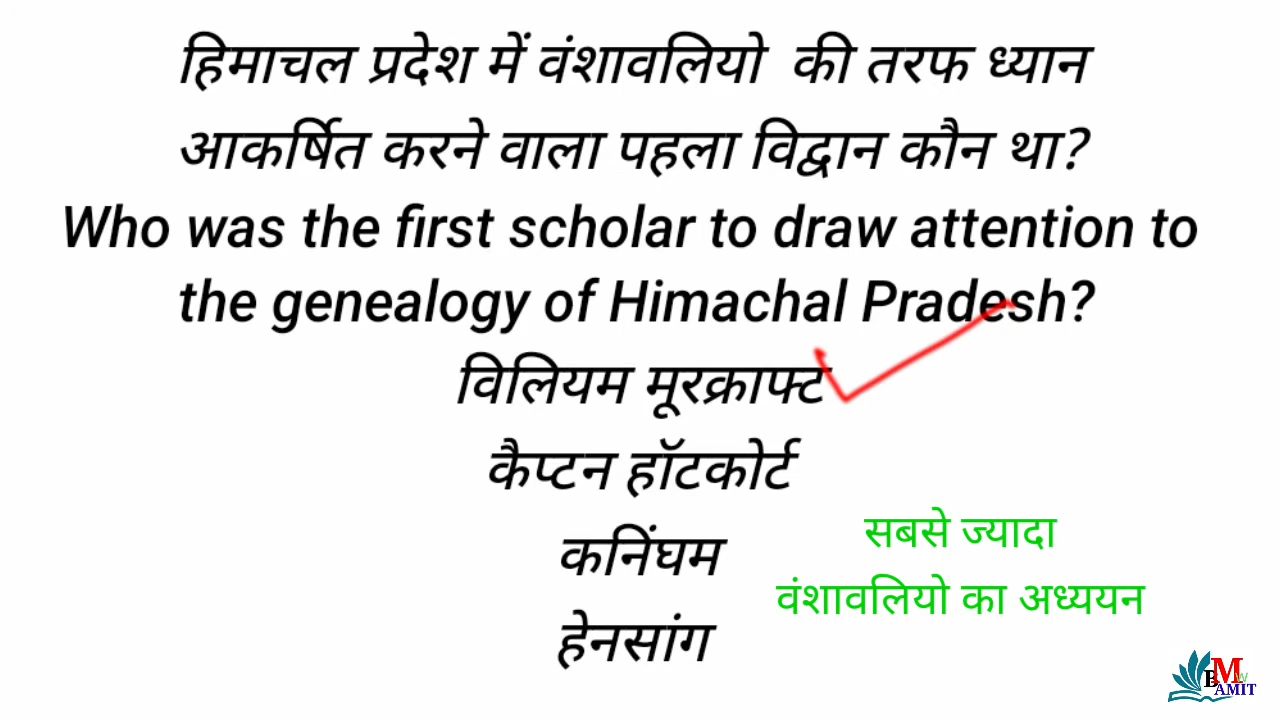 हिमाचल प्रदेश में वंशावलियो की तरफ ध्यान
आकर्षित करने वाला पहला विद्वान कौन था?
Who was the first scholar to draw attention to
the genealogy of Himachal Pradesh?
विलियम मूरक्राफ्ट
कैप्टन हॉटकोर्ट
कनिंघम
हेनसांग
सबसे ज्यादा
वंशावलियो का अध्ययन
BMW
AMIT